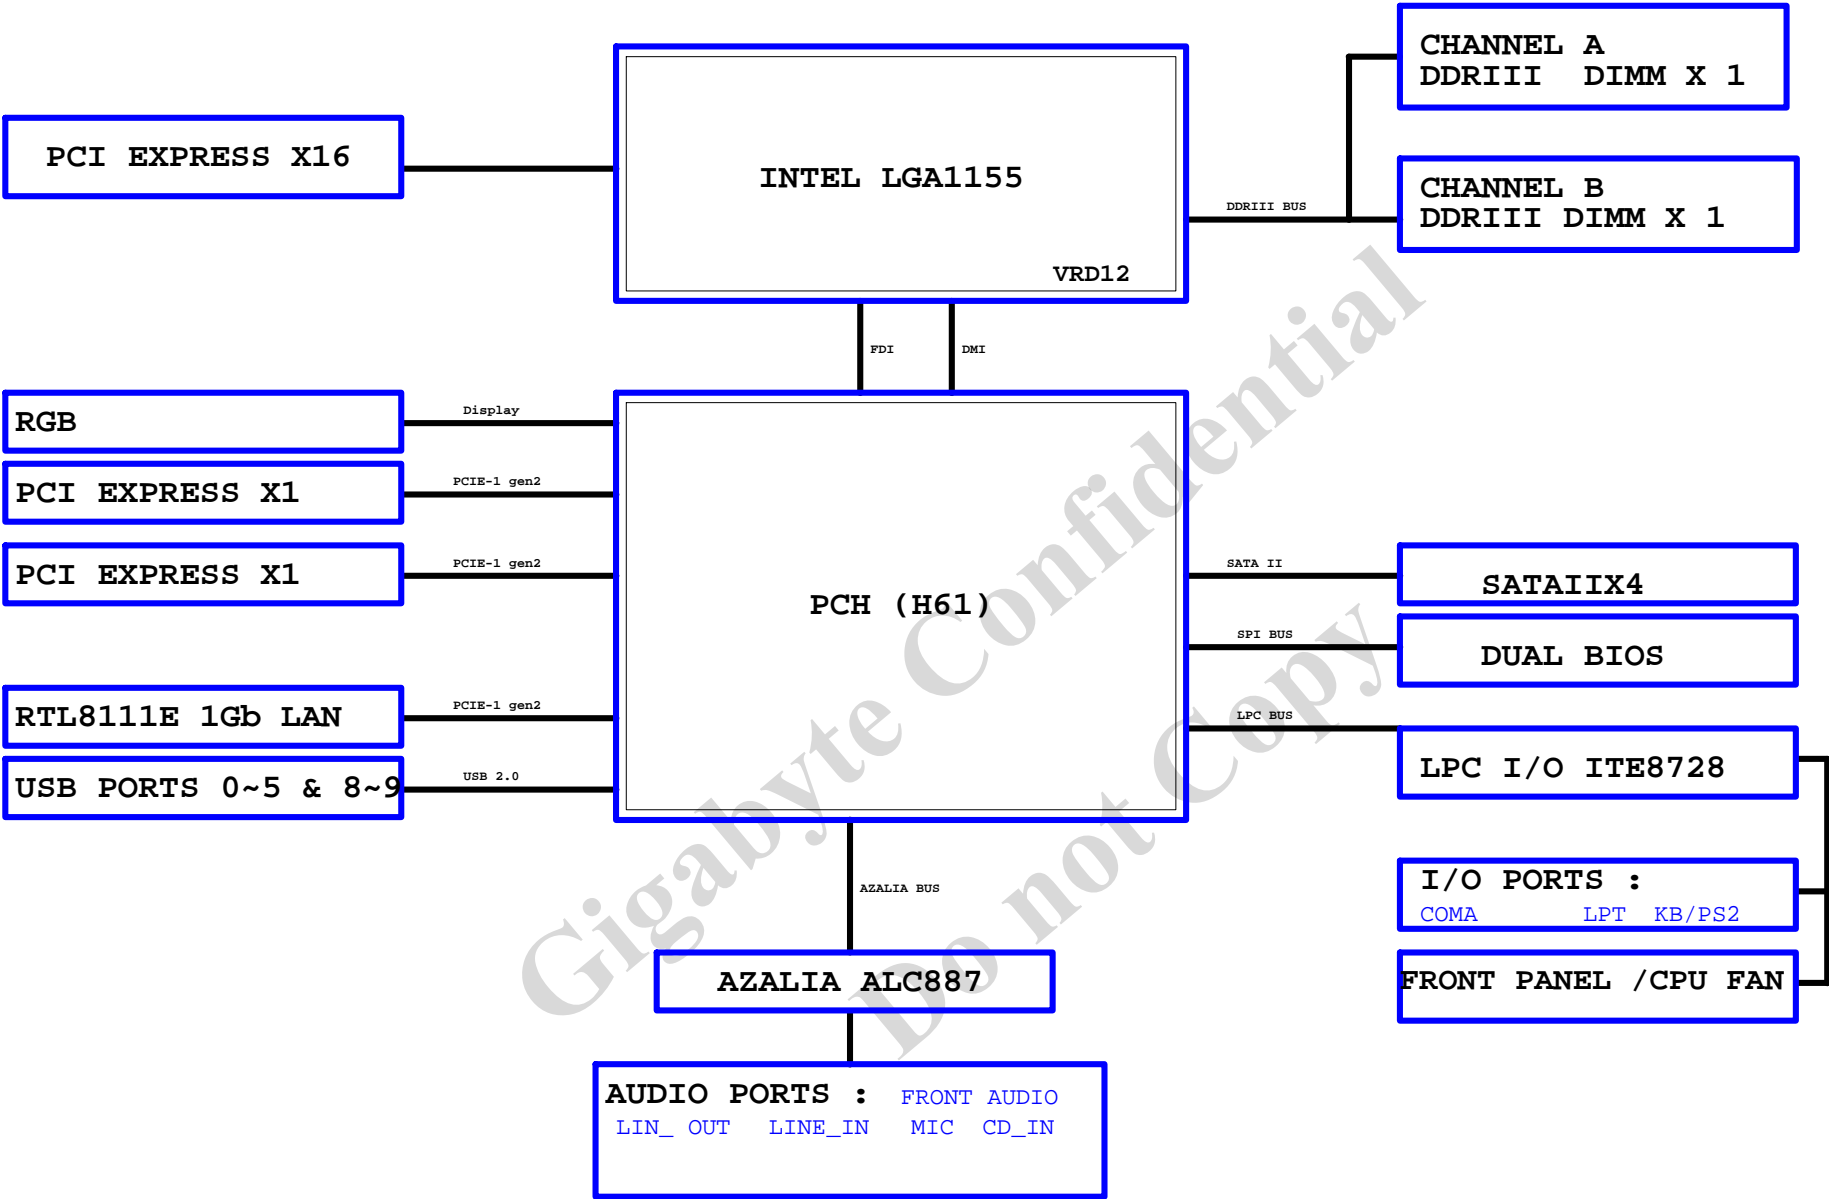 CHANNEL A
DDRIII DIMM X 1
PCI EXPRESS X16
INTEL LGA1155
CHANNEL B
DDRIII DIMM X 1
DDRIII BUS
VRD12
FDI
DMI
RGB
Display
PCI EXPRESS X1
PCIE-1 gen2
PCI EXPRESS X1
PCIE-1 gen2
PCH (H61)
SATA II
SATAIIX4
SPI BUS
DUAL BIOS
RTL8111E 1Gb LAN
PCIE-1 gen2
LPC BUS
LPC I/O ITE8728
USB PORTS 0~5 & 8~9
USB 2.0
I/O PORTS :
COMA LPT KB/PS2
AZALIA BUS
AZALIA ALC887
FRONT PANEL /CPU FAN
AUDIO PORTS : FRONT AUDIO
LIN_ OUT LINE_IN MIC CD_IN
Gigabyte Confidential
Do not Copy